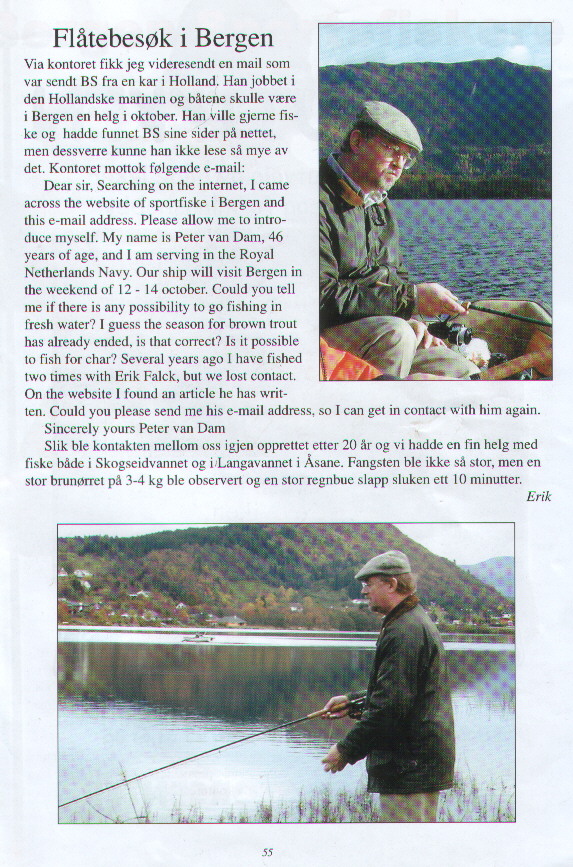 Flåtebesøk i Bergen
Via kontoret fikk jeg videresendt en mail som
var sendt BS fra en kar i Holland. Han jobbet i
den Hollandske marinen og båtene skulle være
i Bergen en helg i oktober. Han ville gjerne fis-
ke og hadde funnet BS sine sider på nettet,
men dessverre kunne han ikke lese så mye av
det. Kontoret mottok følgende e-mail:
Dear sir, Searching on the internet, I came
across the website of sportfiske i Bergen and
this e-mail address. Please allow me to intro-
duce myself. My name is Peter van Dam, 46
years of age, and I am serving in the Royal
Netherlands Navy. Our ship will visit Bergen in
the weekend of 12 - 14 october. Could you tell
me if there is any possibility to go fishing in
fresh water? I guess the season for brown trout
has already ended, is that correct? Is it possible
to fish for char? Several years ago I have fished
two times with Erik Falck, but we lost contact.
On the website I found an article he has writ-
ten. Could you please send me his e-mail address, so I can get in contact with him again.
Sincerely yours Peter van Dam
Slik ble kontakten mellom oss igjen opprettet etter 20 år og vi hadde en fin helg med
fiske både i Skogseidvannet og i Langavannet i Åsane. Fangsten ble ikke så stor, men en
stor brunørret på 3-4 kg ble observert og en stor regnbue slapp sluken ett 10 minutter.
Erik
55